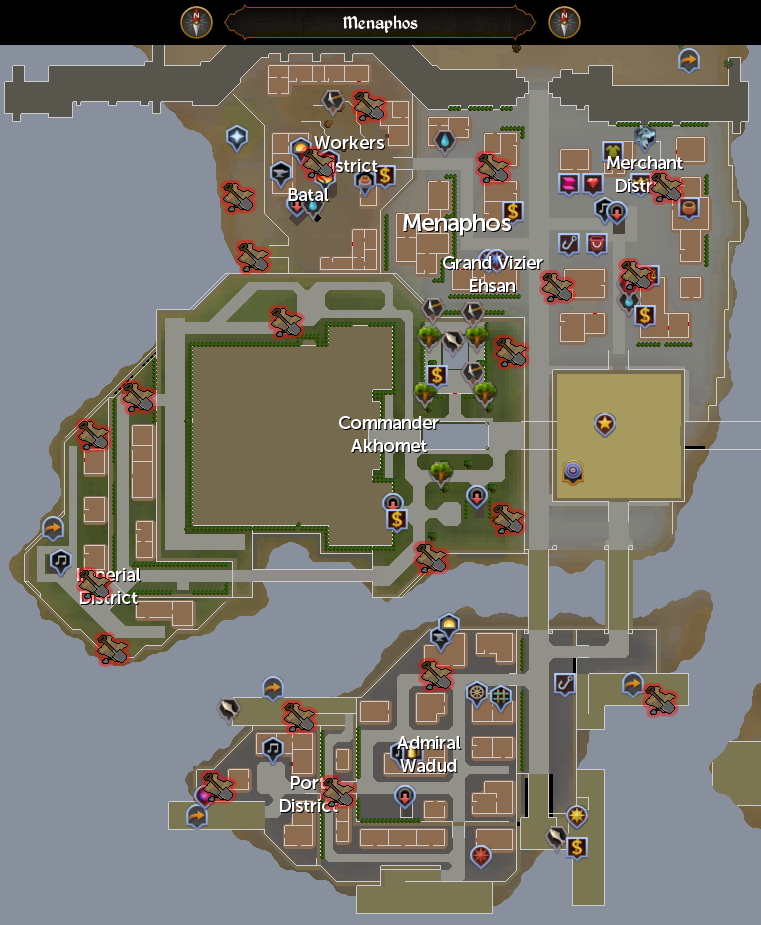 Menaphos
Workers
District
Batal
Merchant
Distr
Menaphos
Grand Vizier
Ehsan
Commander
Akhomet
Imperial
District
Admiral
Wadud
Port
District